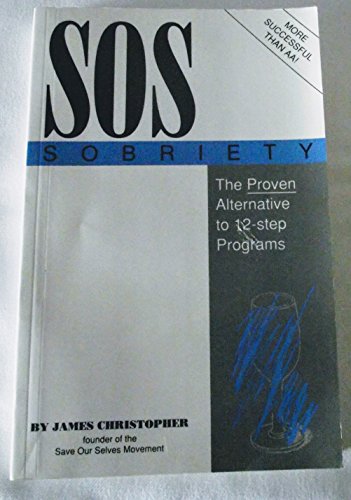 MORE
SUCCESSFUL
THAN AA!
SOS
SOBRIETY
The Proven
Alternative
to 12-step
Programs
BY JAMES CHRISTOPHER
founder of the
Save Our Selves Movement